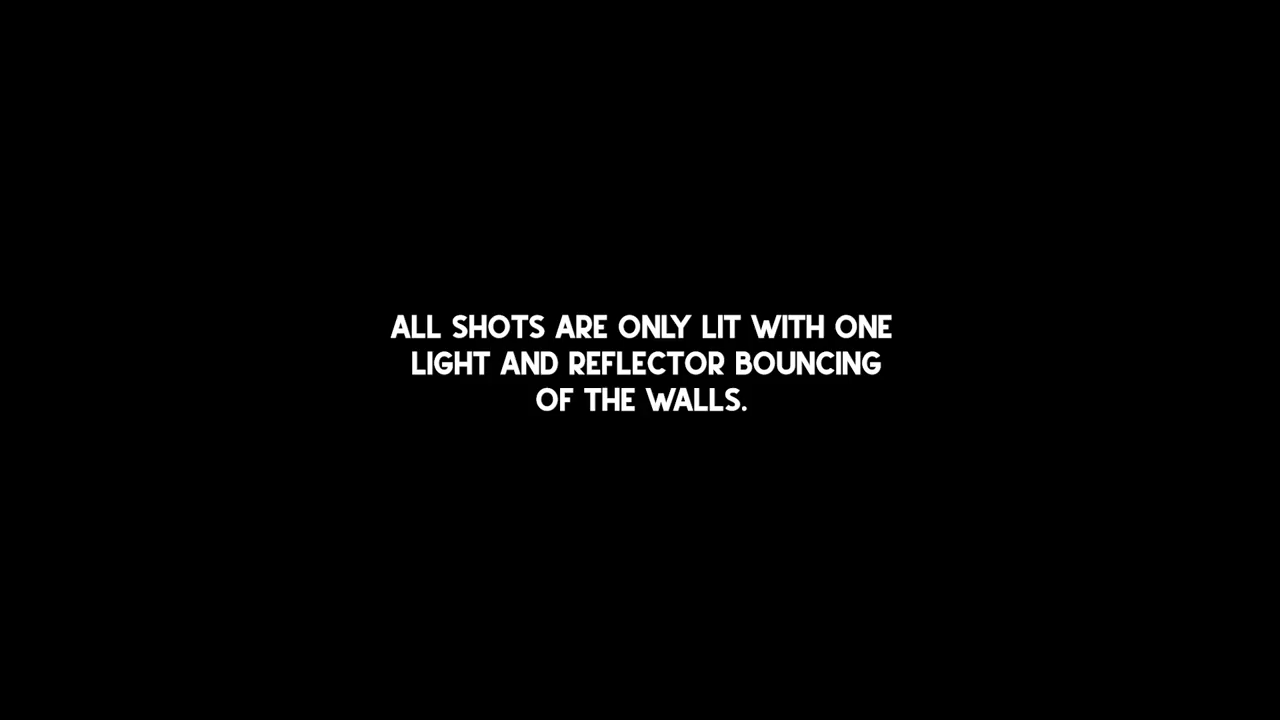 ALL SHOTS ARE ONLY LIT WITH ONE
LIGHT AND REFLECTOR BOUNCING
OF THE WALLS.